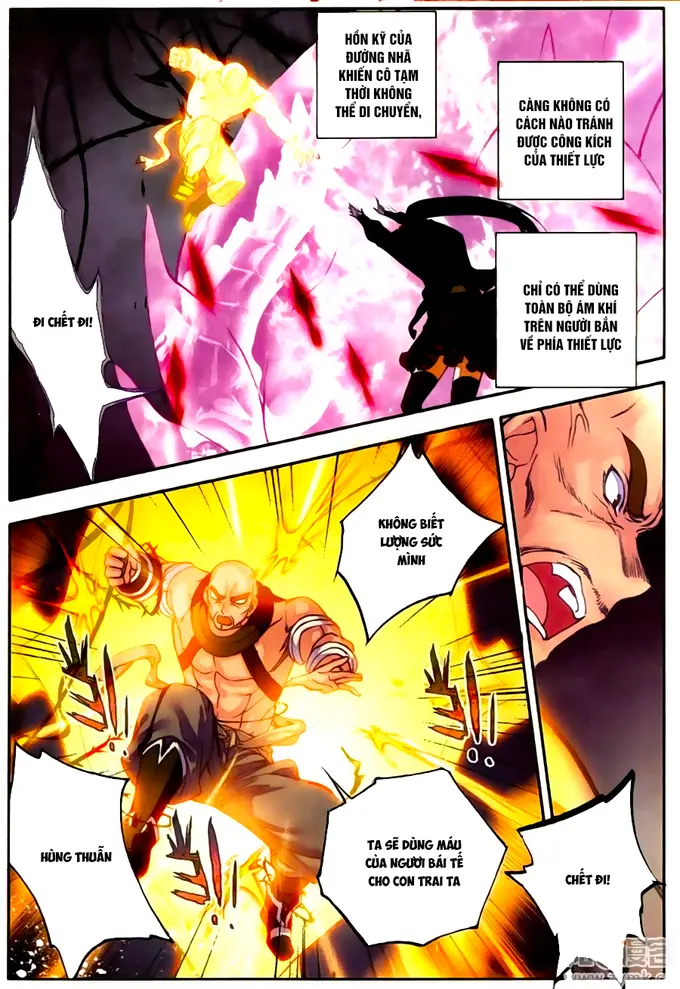 HỒN KỸ CỦA
ĐƯỜNG NHÃ
KHIẾN CÔ TẠM
THỜI KHÔNG
THỂ DI CHUYỂN,
CÀNG KHÔNG CÓ
CÁCH NÀO TRÁNH
ĐƯỢC CÔNG KÍCH
CỦA THIẾT LỰC
CHỈ CÓ THỂ DÙNG
TOÀN BỘ ÁM KHÍ
TRÊN NGƯỜI BẮN
VỀ PHÍA THIẾT LỰC
ĐI CHẾT ĐI!
KHÔNG BIẾT
LƯỢNG SỨC
MÌNH
HÙNG THUẪN
TA SẼ DÙNG MÁU
CỦA NGƯƠI BÁI TẾ
CHO CON TRAI TA
CHẾT ĐI!